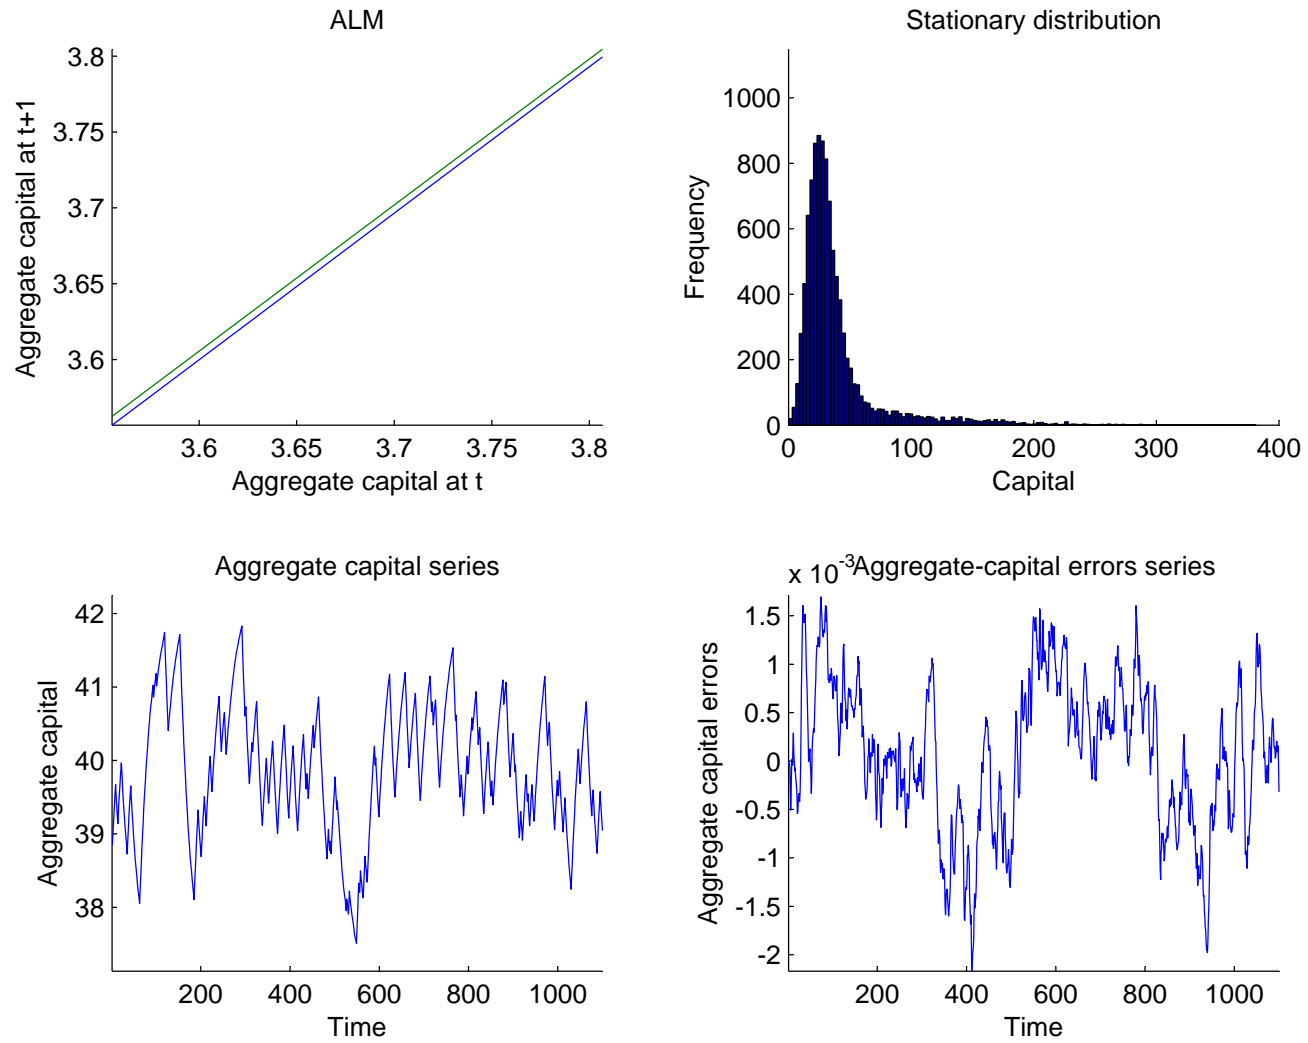 ALM
3.8
3.75
3.7
3.65
3.6
3.6 3.65 3.7 3.75 3.8
Aggregate capital at t
Aggregate capital at t+1
Stationary distribution
1000
800
600
400
200
0
0 100 200 300 400
Capital
Frequency
Aggregate capital series
42
41
40
39
38
200 400 600 800 1000
Time
Aggregate capital
x 10-3
Aggregate-capital errors series
1.5
1
0.5
0
-0.5
-1
-1.5
-2
200 400 600 800 1000
Time
Aggregate capital errors